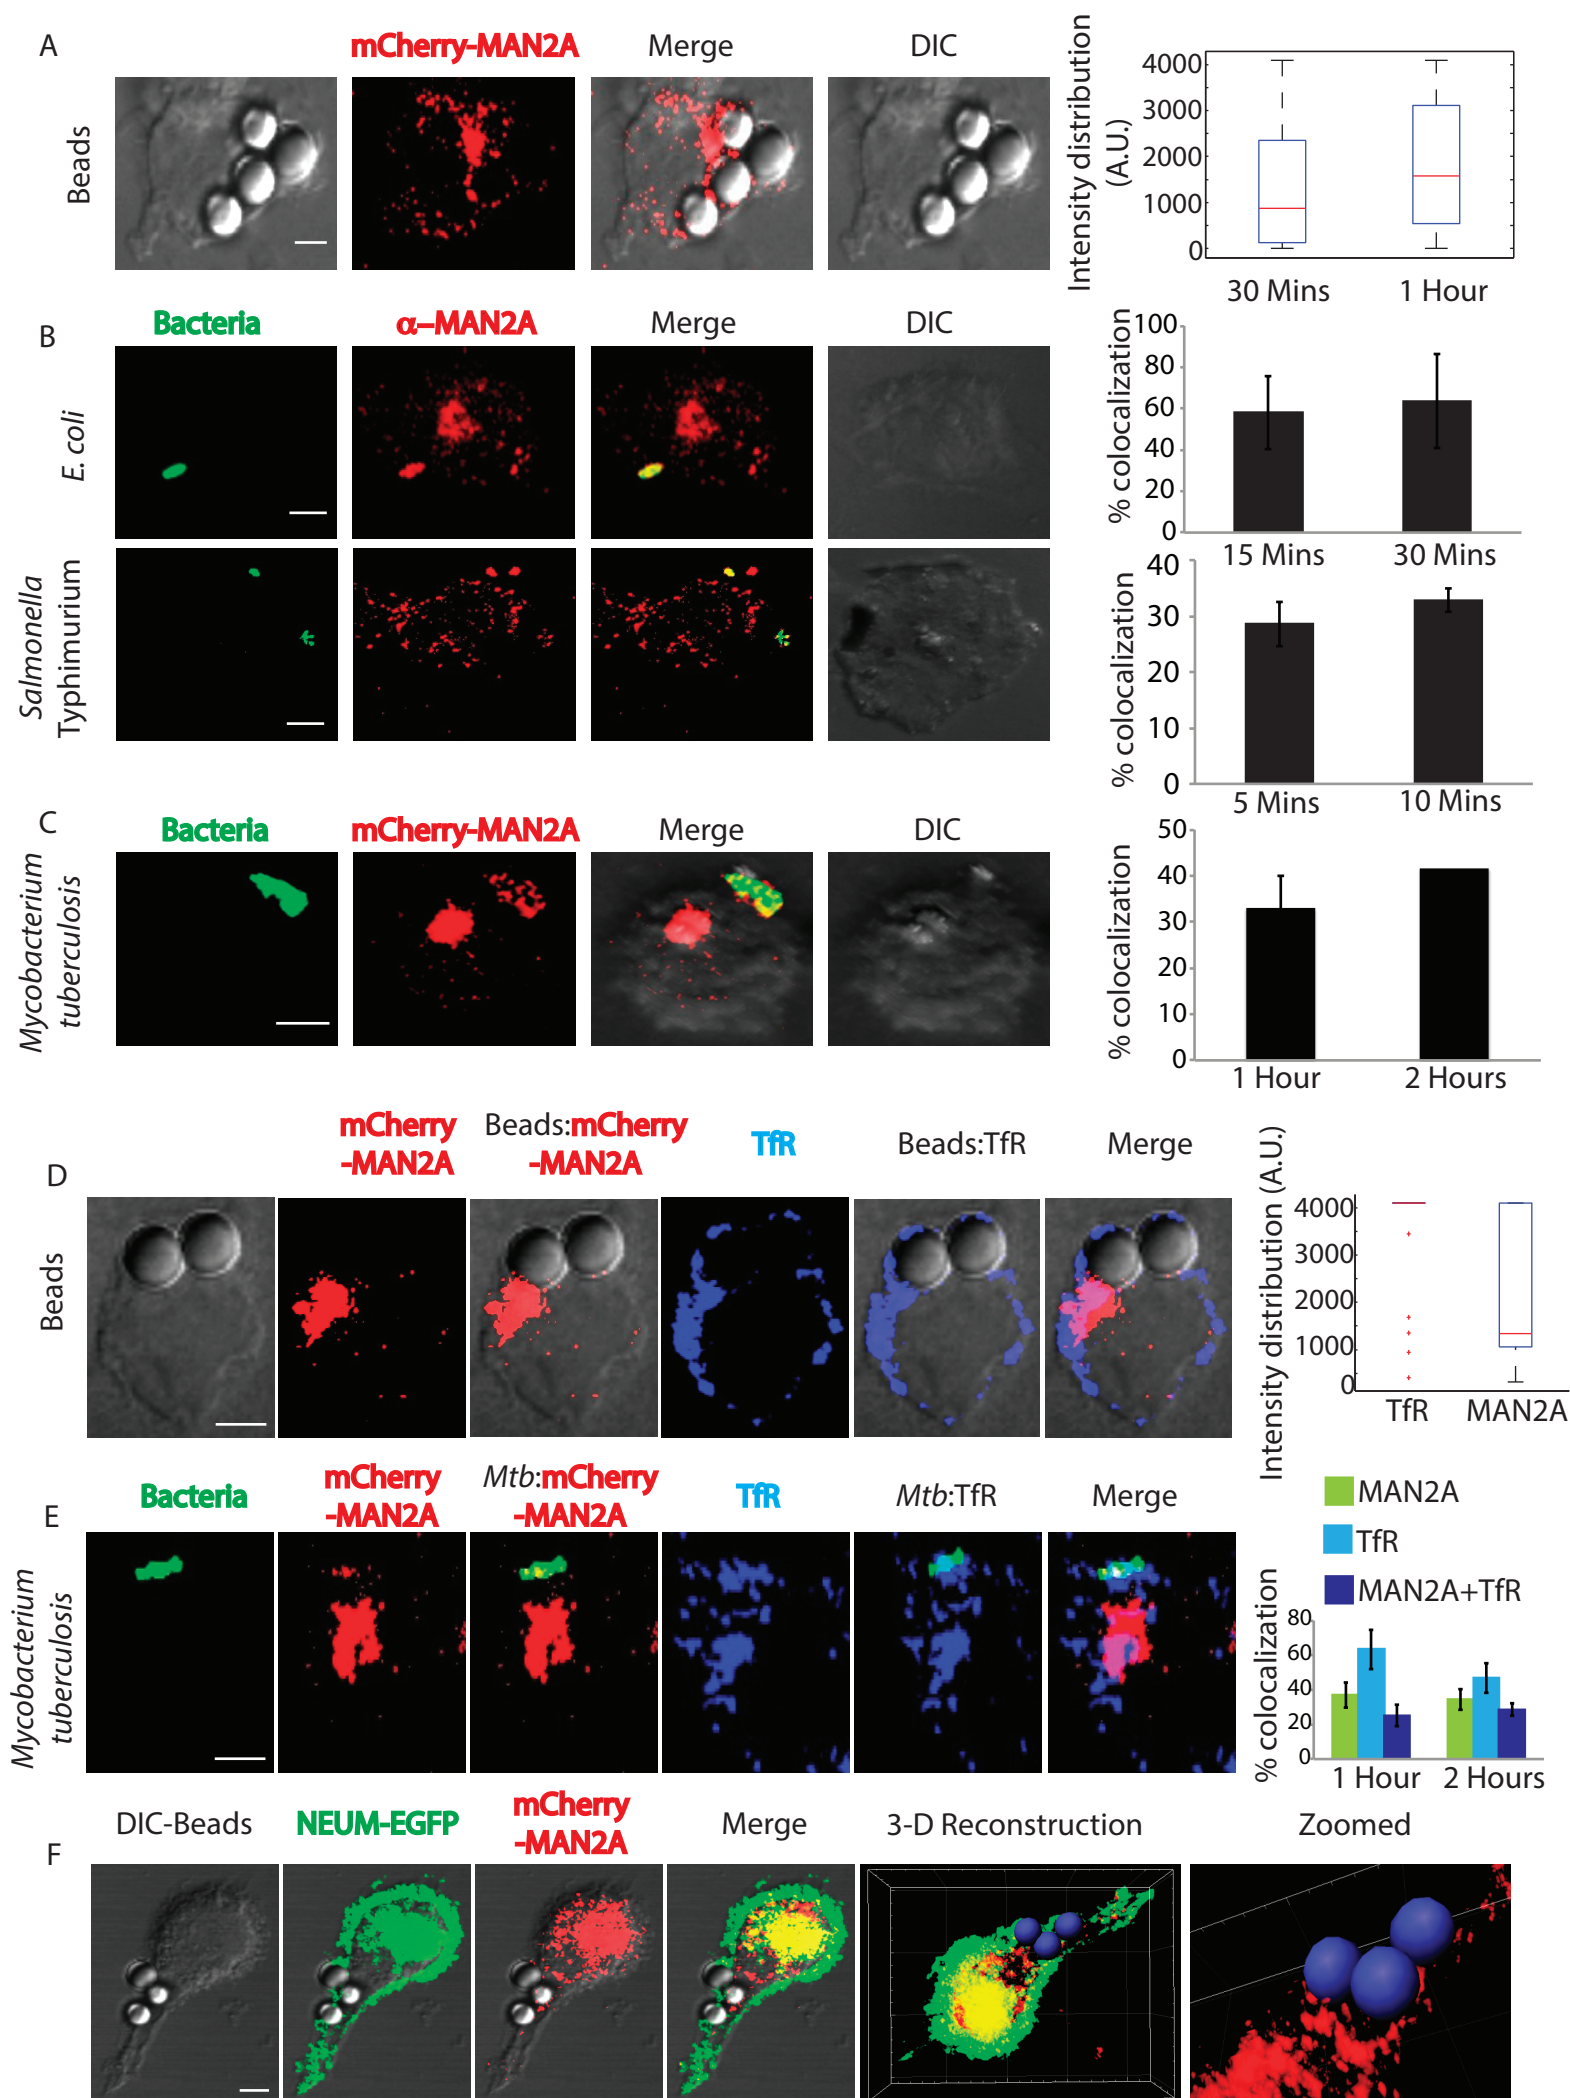 A
mCherry-MAN2A
Merge
DIC
Beads
Intensity distribution
(A.U.)
4000
3000
2000
1000
0
30 Mins
1 Hour
B
Bacteria
α–MAN2A
Merge
DIC
E. coli
% colocalization
100
80
60
40
20
0
15 Mins
30 Mins
Salmonella
Typhimurium
% colocalization
40
30
20
10
0
5 Mins
10 Mins
C
Bacteria
mCherry-MAN2A
Merge
DIC
Mycobacterium
tuberculosis
% colocalization
50
40
30
20
10
0
1 Hour
2 Hours
D
mCherry
-MAN2A
Beads:mCherry
-MAN2A
TfR
Beads:TfR
Merge
Beads
Intensity distribution (A.U.)
4000
3000
2000
1000
0
TfR
MAN2A
E
Bacteria
mCherry
-MAN2A
Mtb:mCherry
-MAN2A
TfR
Mtb:TfR
Merge
Mycobacterium
tuberculosis
MAN2A
TfR
MAN2A+TfR
% colocalization
80
60
40
20
0
1 Hour
2 Hours
F
DIC-Beads
NEUM-EGFP
mCherry
-MAN2A
Merge
3-D Reconstruction
Zoomed